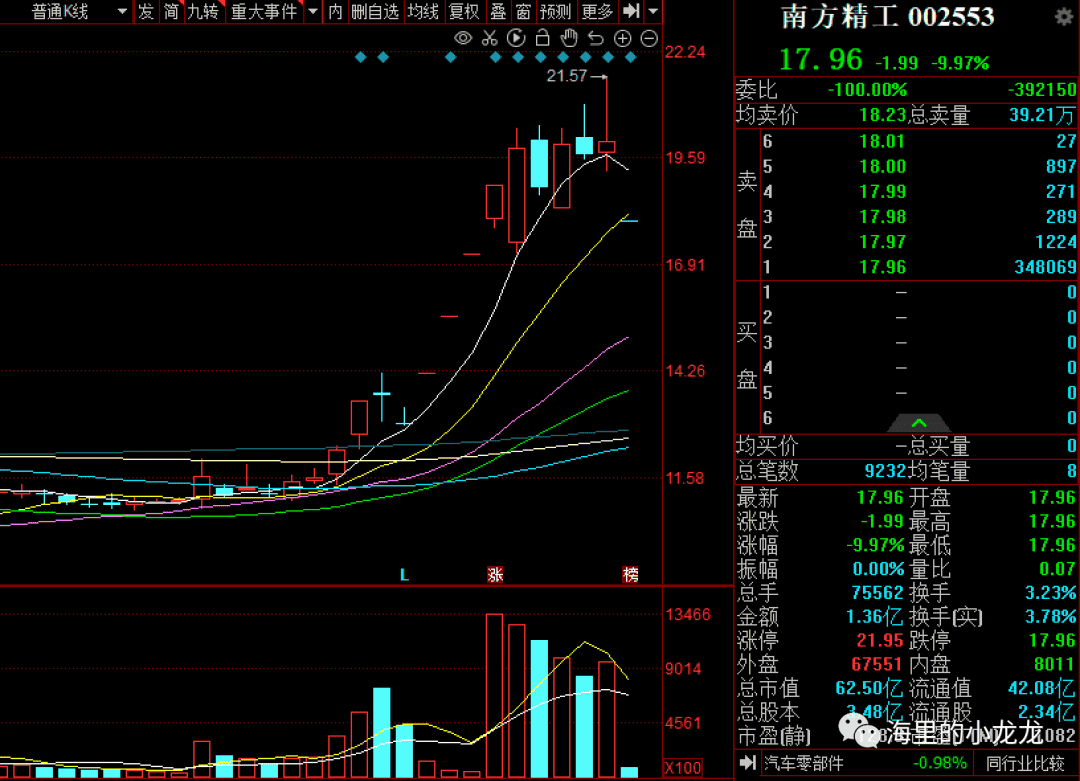 普通K线 发 简 九转 重大事件 内 删自选 均线 复权 叠 窗 预测 更多
22.24
21.57
19.59
16.91
14.26
11.58
L 涨 榜
13466
9014
4561
X100
南方精工 002553
17.96 -1.99 -9.97%
委比 -100.00% -392150
均卖价 18.23 总卖量 39.21万
卖盘
6 18.01 27
5 18.00 897
4 17.99 271
3 17.98 289
2 17.97 1224
1 17.96 348069
买盘
1 — 0
2 — 0
3 — 0
4 — 0
5 — 0
6 0
均买价 — 总买量 0
总笔数 9232 均笔量 8
最新 17.96 开盘 17.96
涨跌 -1.99 最高 17.96
涨幅 -9.97% 最低 17.96
振幅 0.00% 量比 0.07
总手 75562 换手 3.23%
金额 1.36亿 换手(实) 3.78%
涨停 21.95 跌停 17.96
外盘 67551 内盘 8011
总市值 62.50亿 流通值 42.08亿
总股本 3.48亿 流通股 2.34亿
市盈(静)
海里的小龙龙
汽车零部件 -0.98% 同行业比较